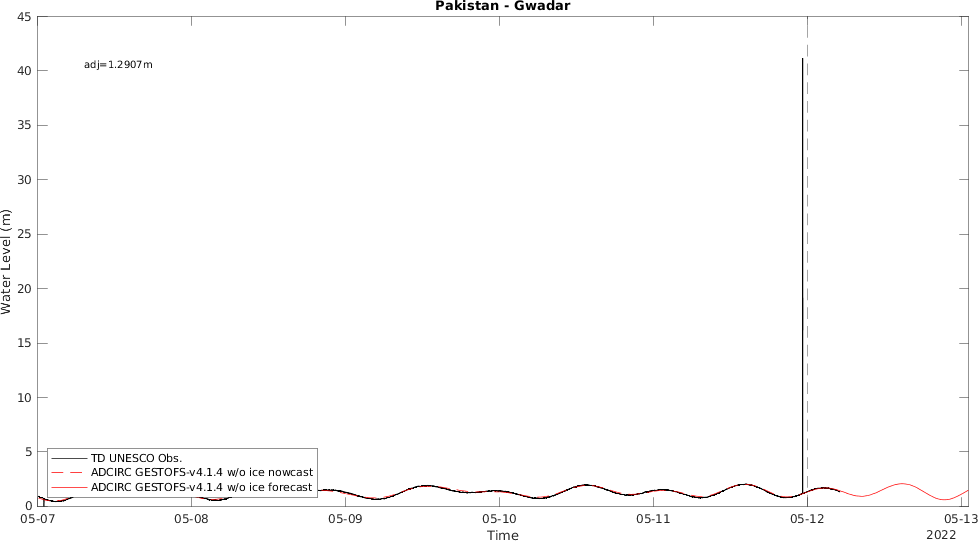 Pakistan - Gwadar
45
40
35
30
25
20
15
10
5
0
Water Level (m)
adj=1.2907m
TD UNESCO Obs.
ADCIRC GESTOFS-v4.1.4 w/o ice nowcast
ADCIRC GESTOFS-v4.1.4 w/o ice forecast
05-07 05-08 05-09 05-10 05-11 05-12 05-13
Time
2022